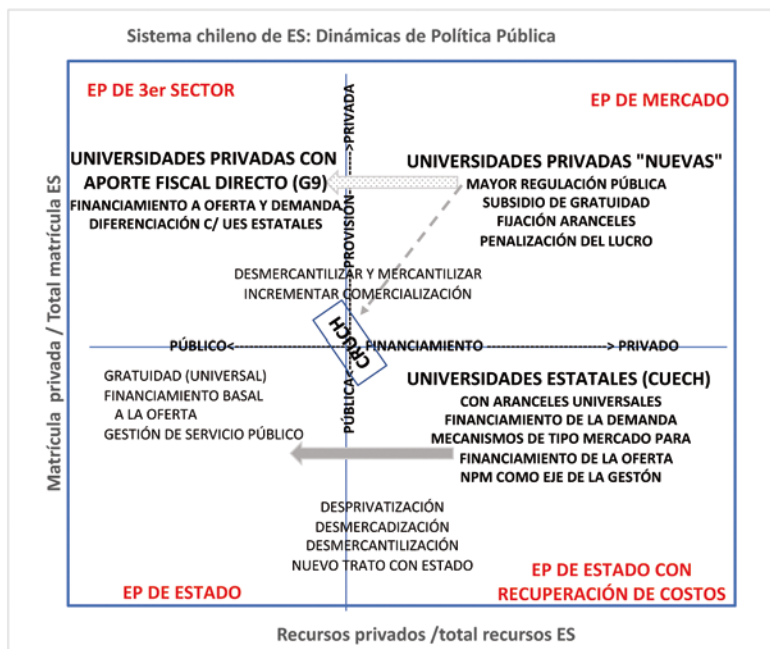 Sistema chileno de ES: Dinámicas de Política Pública
EP DE 3er SECTOR
EP DE MERCADO
UNIVERSIDADES PRIVADAS CON
APORTE FISCAL DIRECTO (G9)
FINANCIAMIENTO A OFERTA Y DEMANDA
DIFERENCIACIÓN C/ UES ESTATALES
UNIVERSIDADES PRIVADAS "NUEVAS"
MAYOR REGULACIÓN PÚBLICA
SUBSIDIO DE GRATUIDAD
FIJACIÓN ARANCELES
PENALIZACIÓN DEL LUCRO
PÚBLICA<---------PROVISIÓN--------->PRIVADA
DESMERCANTILIZAR Y MERCANTILIZAR
INCREMENTAR COMERCIALIZACIÓN
CRUCH
PÚBLICO<-------------------- FINANCIAMIENTO --------------------> PRIVADO
GRATUIDAD (UNIVERSAL)
FINANCIAMIENTO BASAL
A LA OFERTA
GESTIÓN DE SERVICIO PÚBLICO
UNIVERSIDADES ESTATALES (CUECH)
CON ARANCELES UNIVERSALES
FINANCIAMIENTO DE LA DEMANDA
MECANISMOS DE TIPO MERCADO PARA
FINANCIAMIENTO DE LA OFERTA
NPM COMO EJE DE LA GESTÓN
DESPRIVATIZACIÓN
DESMERCADIZACIÓN
DESMERCANTILIZACIÓN
NUEVO TRATO CON ESTADO
EP DE ESTADO
EP DE ESTADO CON
RECUPERACIÓN DE COSTOS
Matrícula privada / Total matrícula ES
Recursos privados /total recursos ES